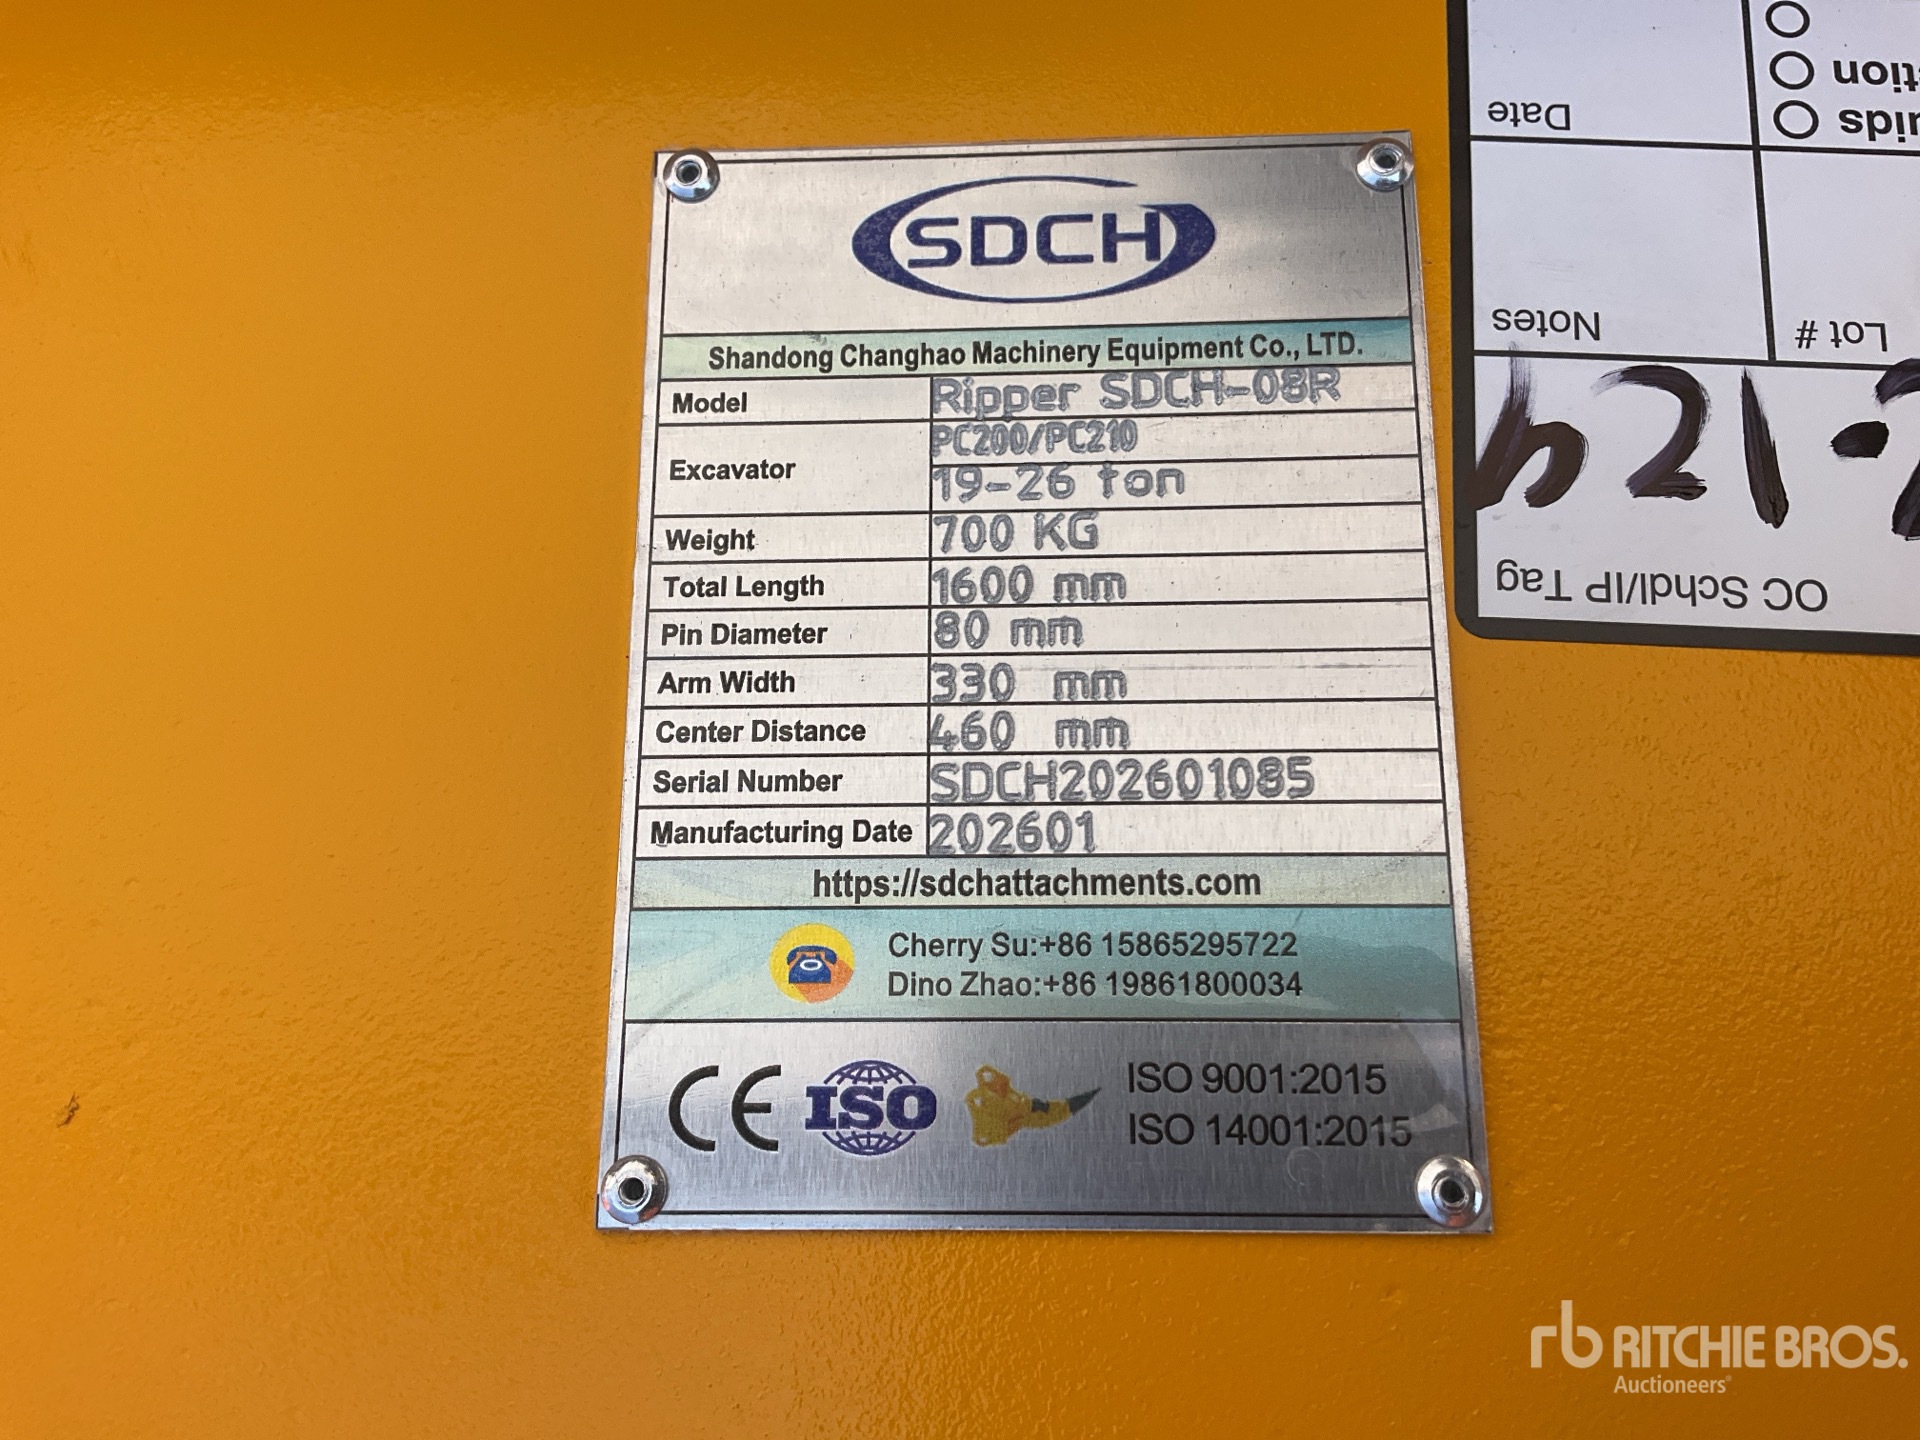 SDCH
Shandong Changhao Machinery Equipment Co., LTD.
Model Ripper SDCH-08R
Excavator PC200/PC210
19-26 ton
Weight 700 KG
Total Length 1600 mm
Pin Diameter 80 mm
Arm Width 330 mm
Center Distance 460 mm
Serial Number SDCH202601085
Manufacturing Date 202601
https://sdchattachments.com
Cherry Su:+86 15865295722
Dino Zhao:+86 19861800034
CE ISO ISO 9001:2015
ISO 14001:2015
OC Schdl/IP Tag
Lot # Notes
Date
rb RITCHIE BROS.
Auctioneers